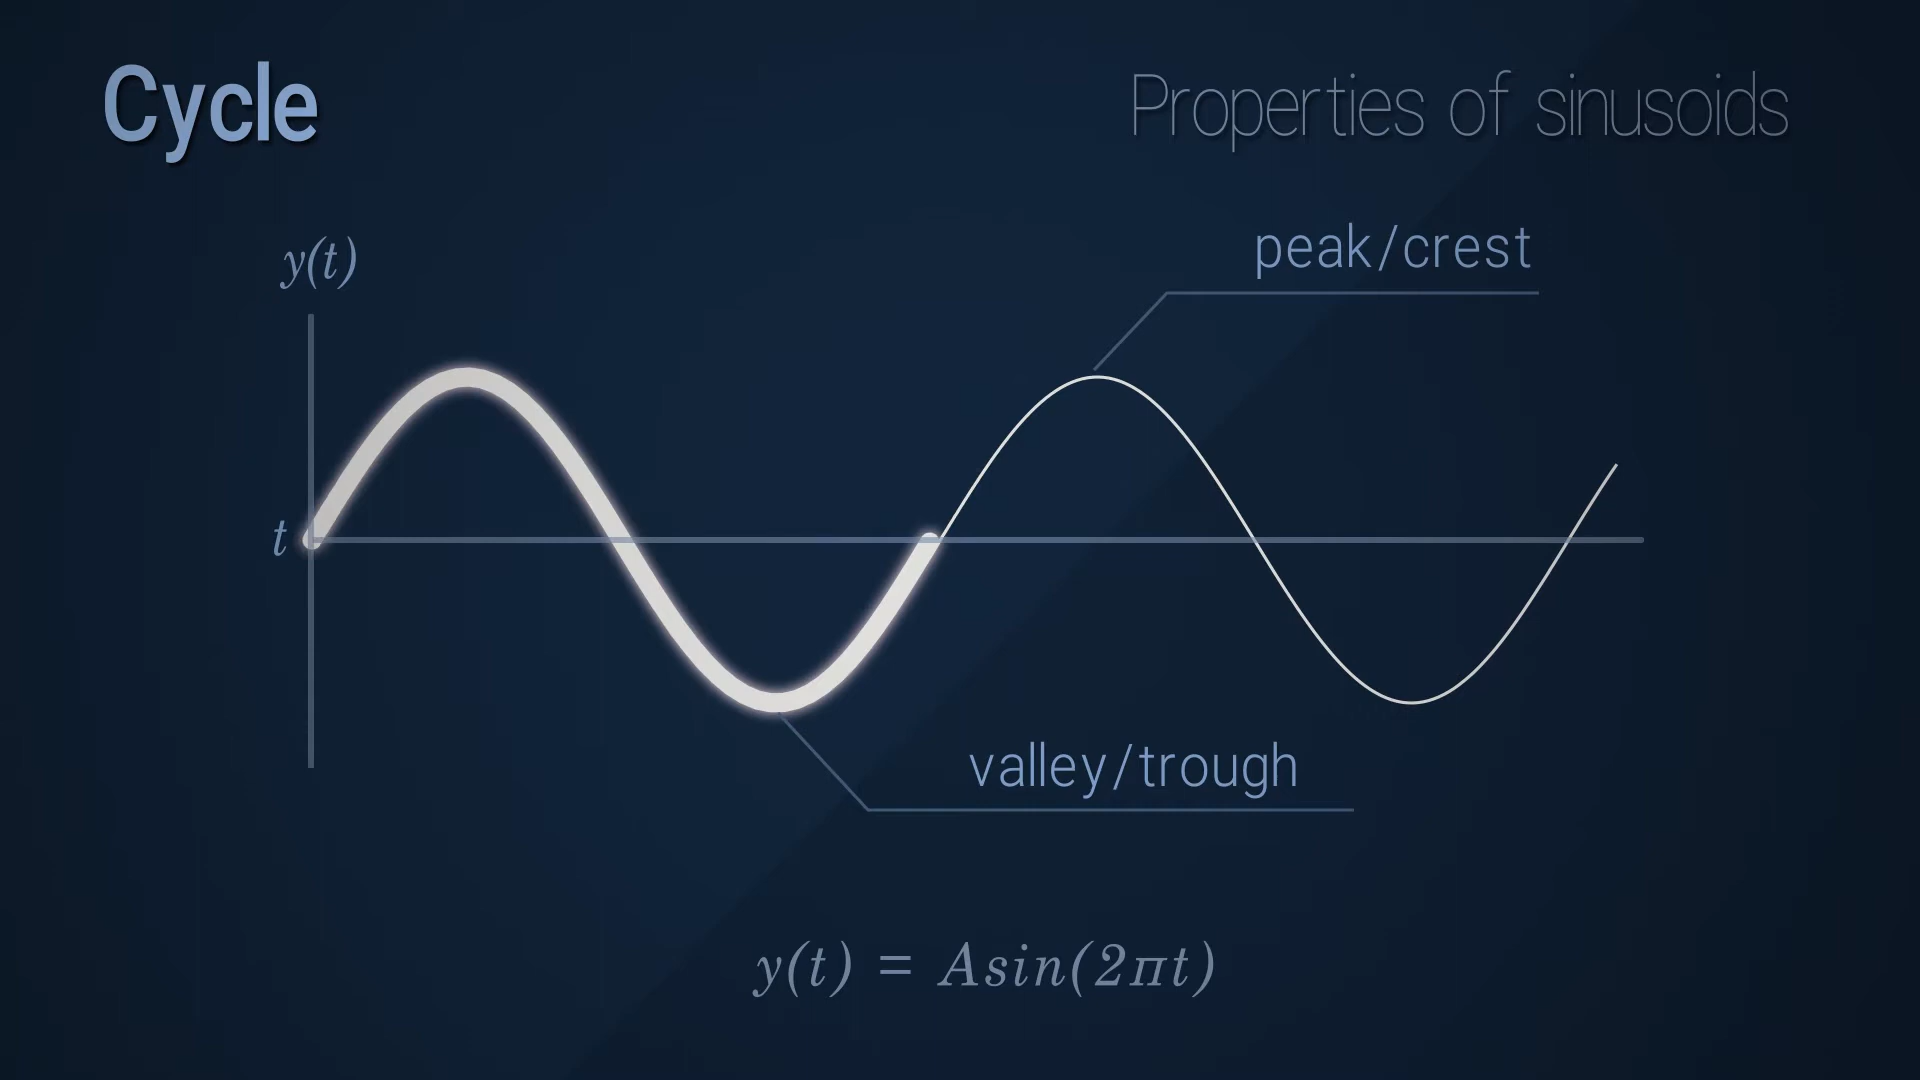 Cycle
Properties of sinusoids
y(t)
peak/crest
t
valley/trough
y(t) = Asin(2πt)